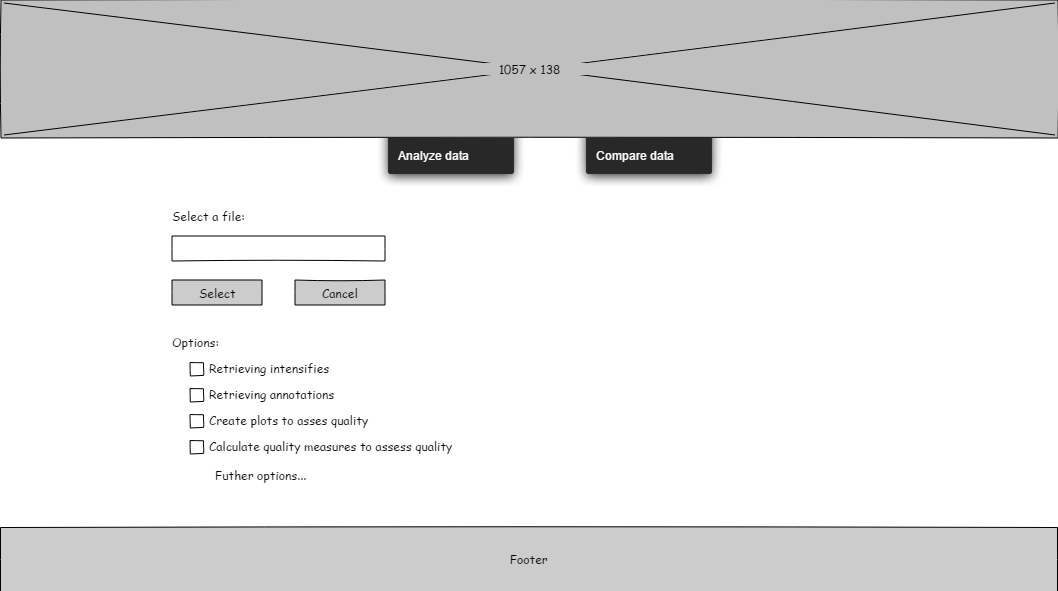 1057 x 138
Analyze data
Compare data
Select a file:
Select
Cancel
Options:
Retrieving intensifies
Retrieving annotations
Create plots to asses quality
Calculate quality measures to assess quality
Futher options...
Footer